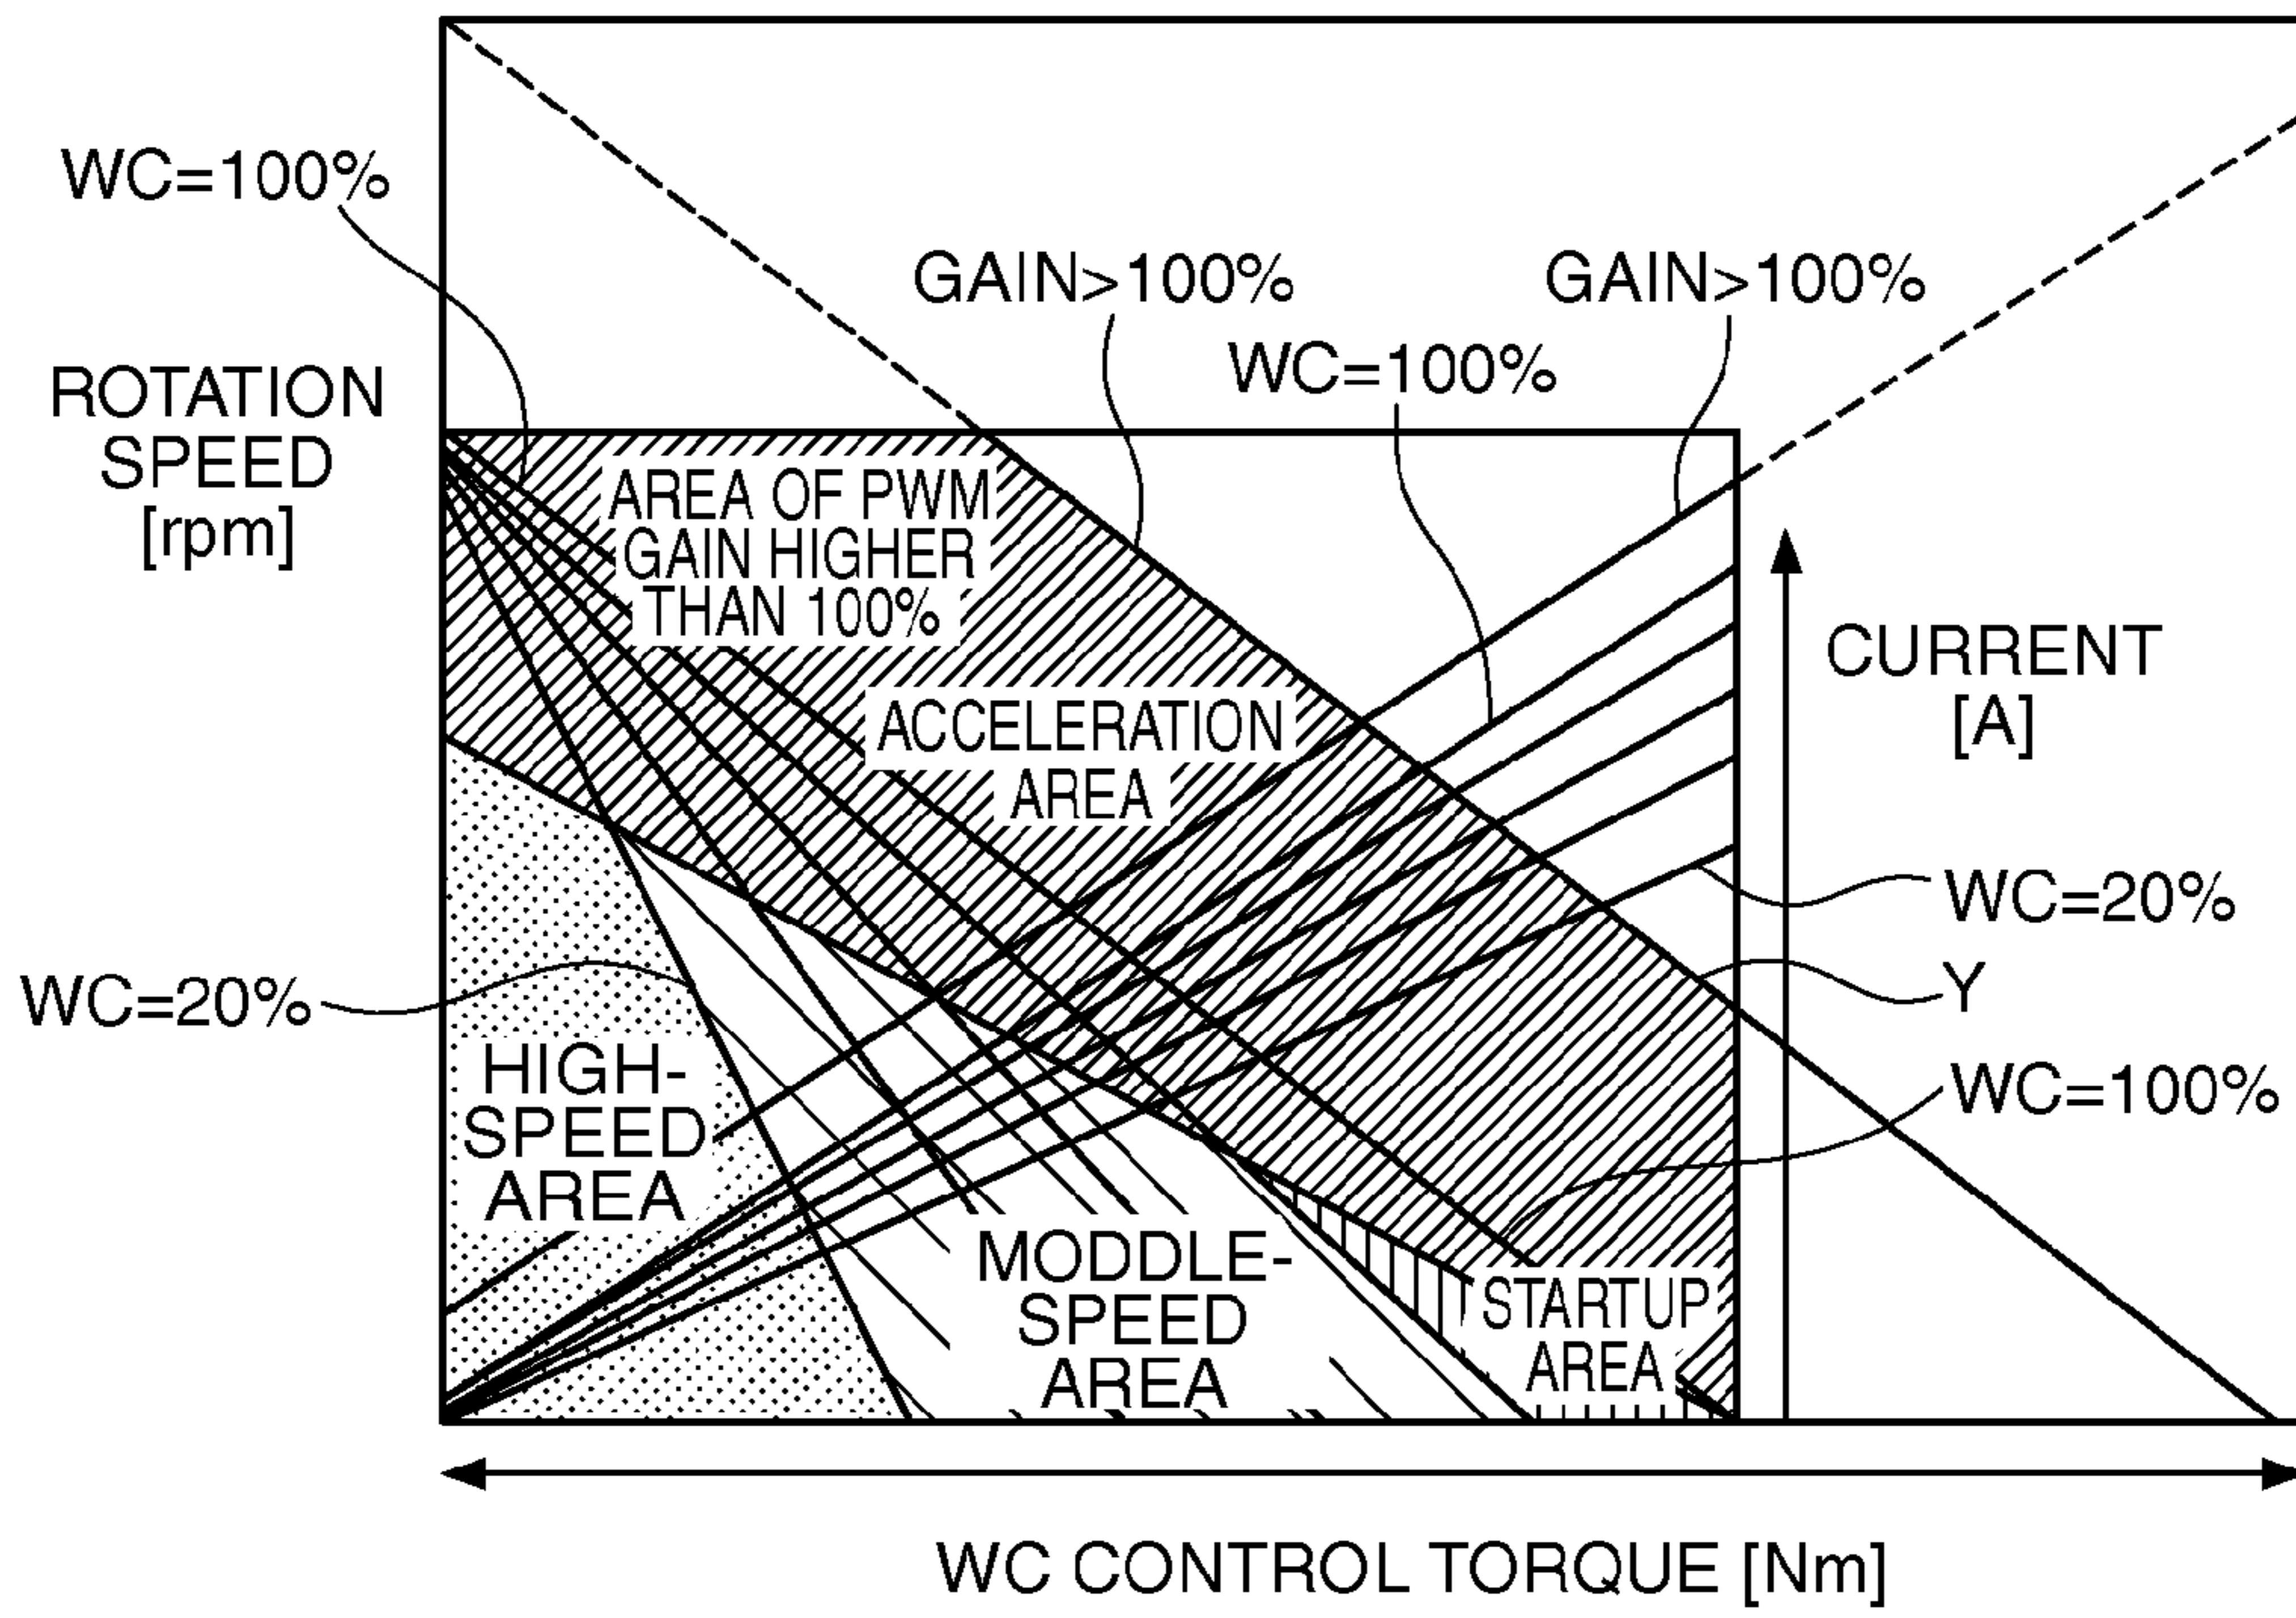 WC=100%
GAIN>100%
GAIN>100%
WC=100%
ROTATION
SPEED
[rpm]
AREA OF PWM
GAIN HIGHER
THAN 100%
CURRENT
[A]
ACCELERATION
AREA
WC=20%
Y
WC=20%
HIGH-
SPEED
AREA
WC=100%
MODDLE-
SPEED
AREA
STARTUP
AREA
WC CONTROL TORQUE [Nm]